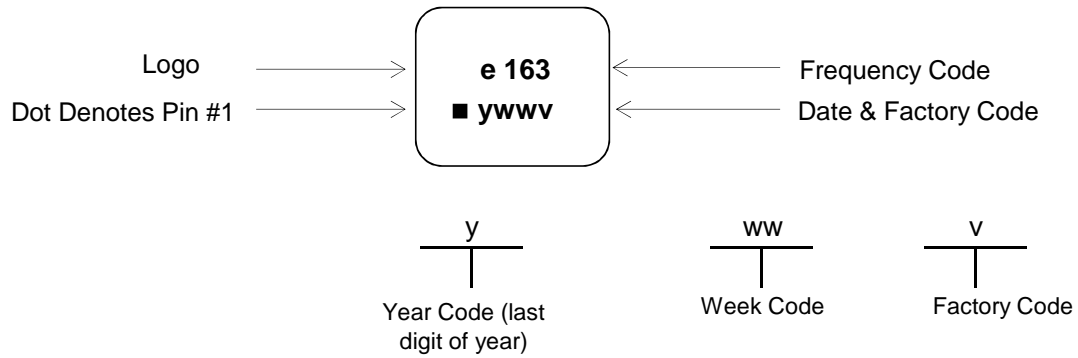 Logo
e 163
Frequency Code
Dot Denotes Pin #1
■ ywwv
Date & Factory Code
y
ww
v
Year Code (last
digit of year)
Week Code
Factory Code